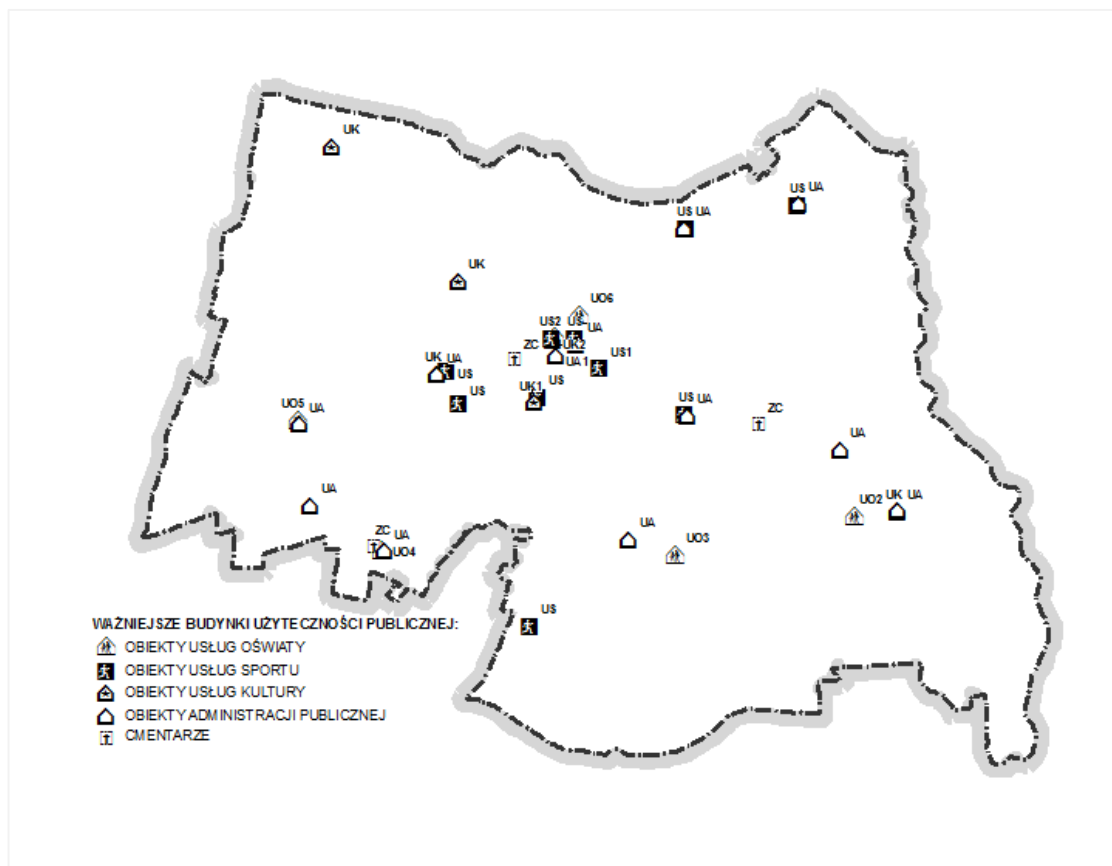 UK
US UA
US UA
UK
UO6
US2 US
UA
ZC UK2
UA1 US1
UK UA
US
UK1 US
US
US UA
ZC
UO5 UA
UA
UA
UO2 UK UA
UA
UO3
ZC UA
UO4
US
WAŻNIEJSZE BUDYNKI UŻYTECZNOŚCI PUBLICZNEJ:
OBIEKTY USŁUG OŚWIATY
OBIEKTY USŁUG SPORTU
OBIEKTY USŁUG KULTURY
OBIEKTY ADMINISTRACJI PUBLICZNEJ
CMENTARZE